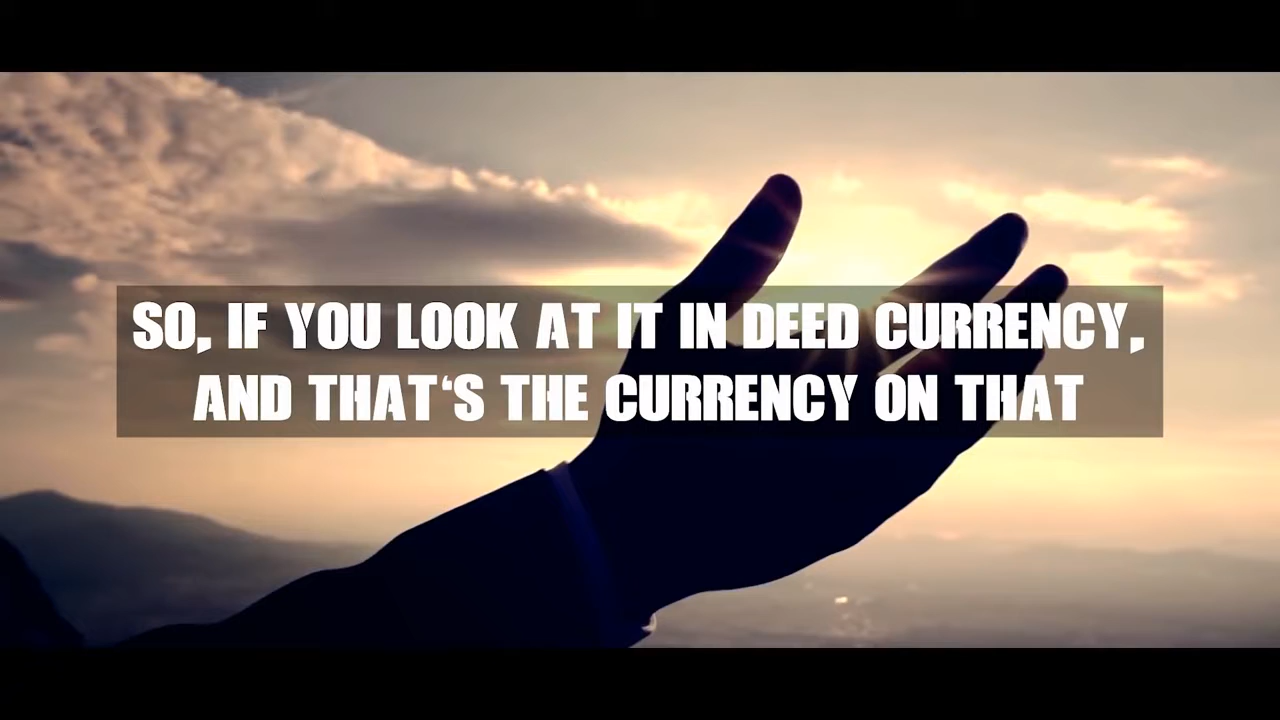 SO, IF YOU LOOK AT IT IN DEED CURRENCY,
AND THAT'S THE CURRENCY ON THAT